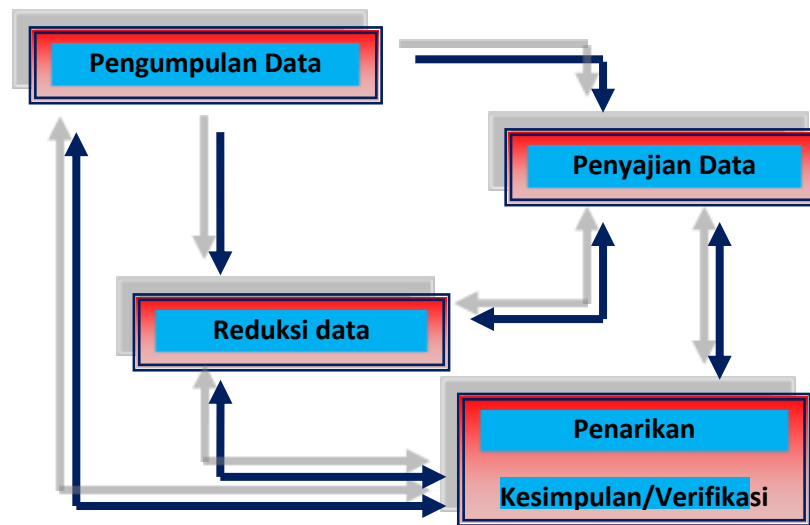 Pengumpulan Data
Penyajian Data
Reduksi data
Penarikan
Kesimpulan/Verifikasi